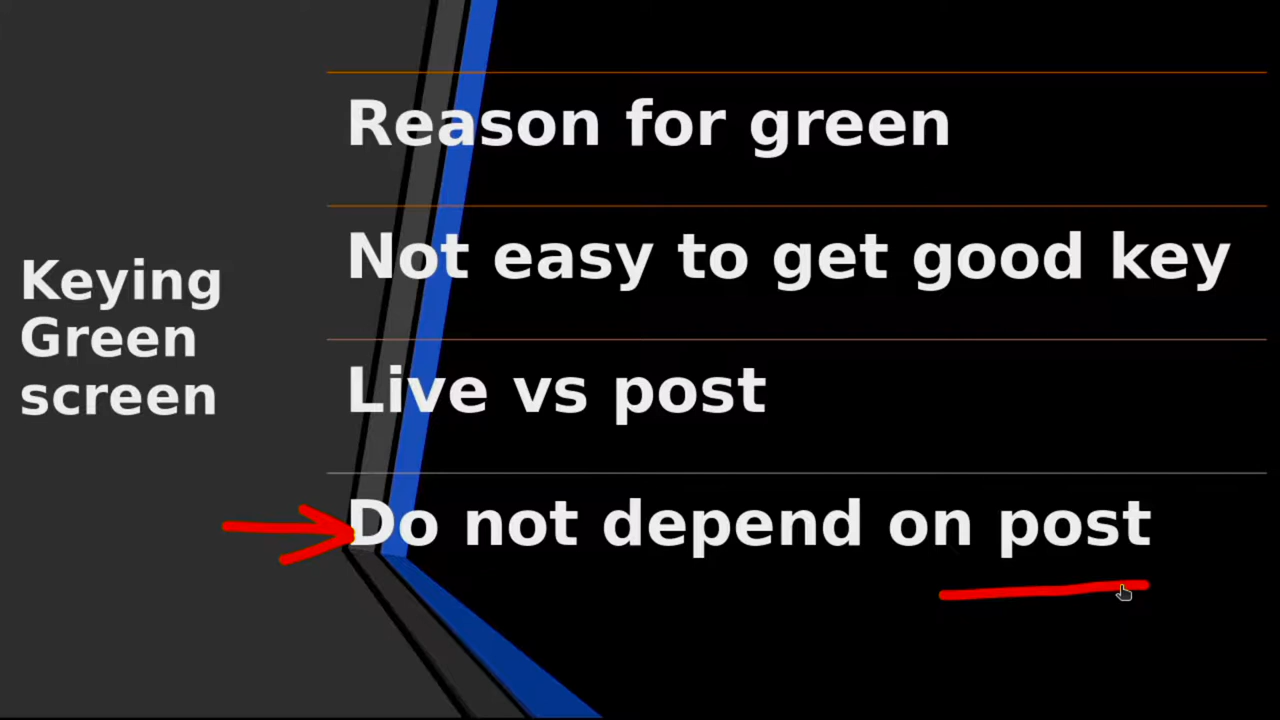 Keying
Green
screen
Reason for green
Not easy to get good key
Live vs post
Do not depend on post